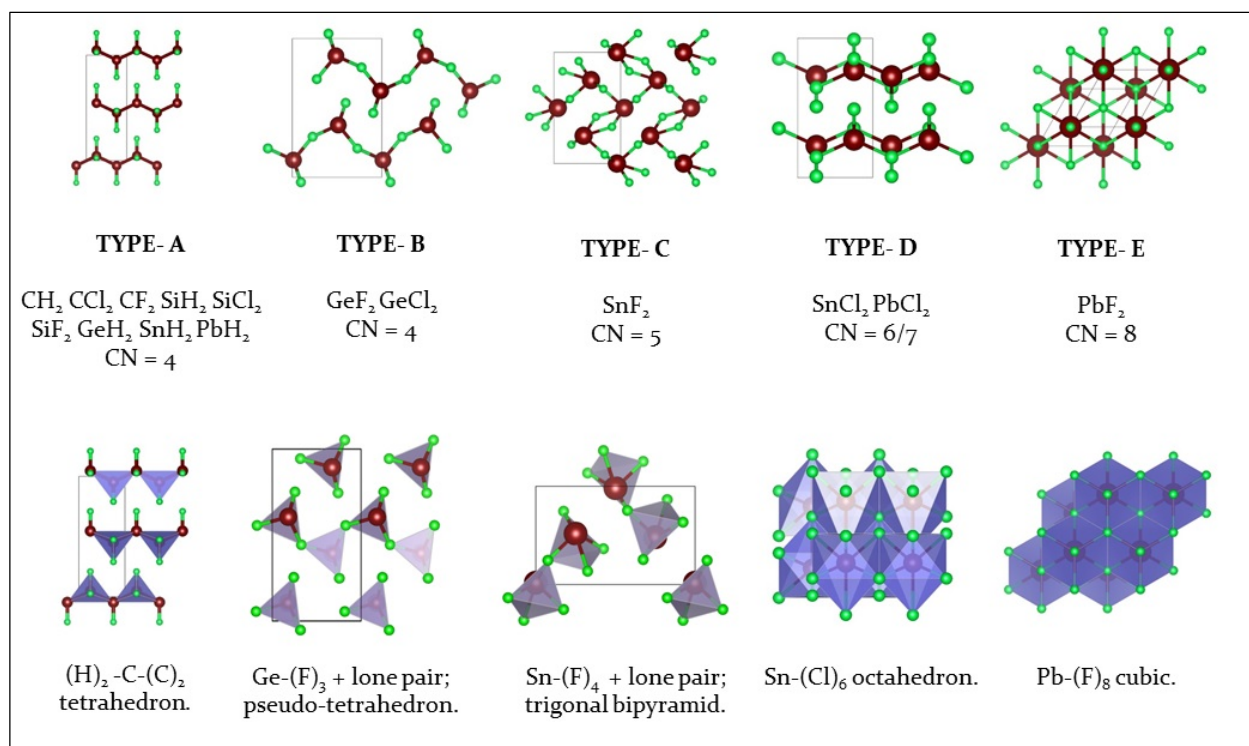 TYPE- A
TYPE- B
TYPE- C
TYPE- D
TYPE- E
CH₂ CCl₂ CF₂ SiH₂ SiCl₂
SiF₂ GeH₂ SnH₂ PbH₂
CN = 4
GeF₂ GeCl₂
CN = 4
SnF₂
CN = 5
SnCl₂ PbCl₂
CN = 6/7
PbF₂
CN = 8
(H)₂ -C-(C)₂
tetrahedron.
Ge-(F)₃ + lone pair;
pseudo-tetrahedron.
Sn-(F)₄ + lone pair;
trigonal bipyramid.
Sn-(Cl)₆ octahedron.
Pb-(F)₈ cubic.